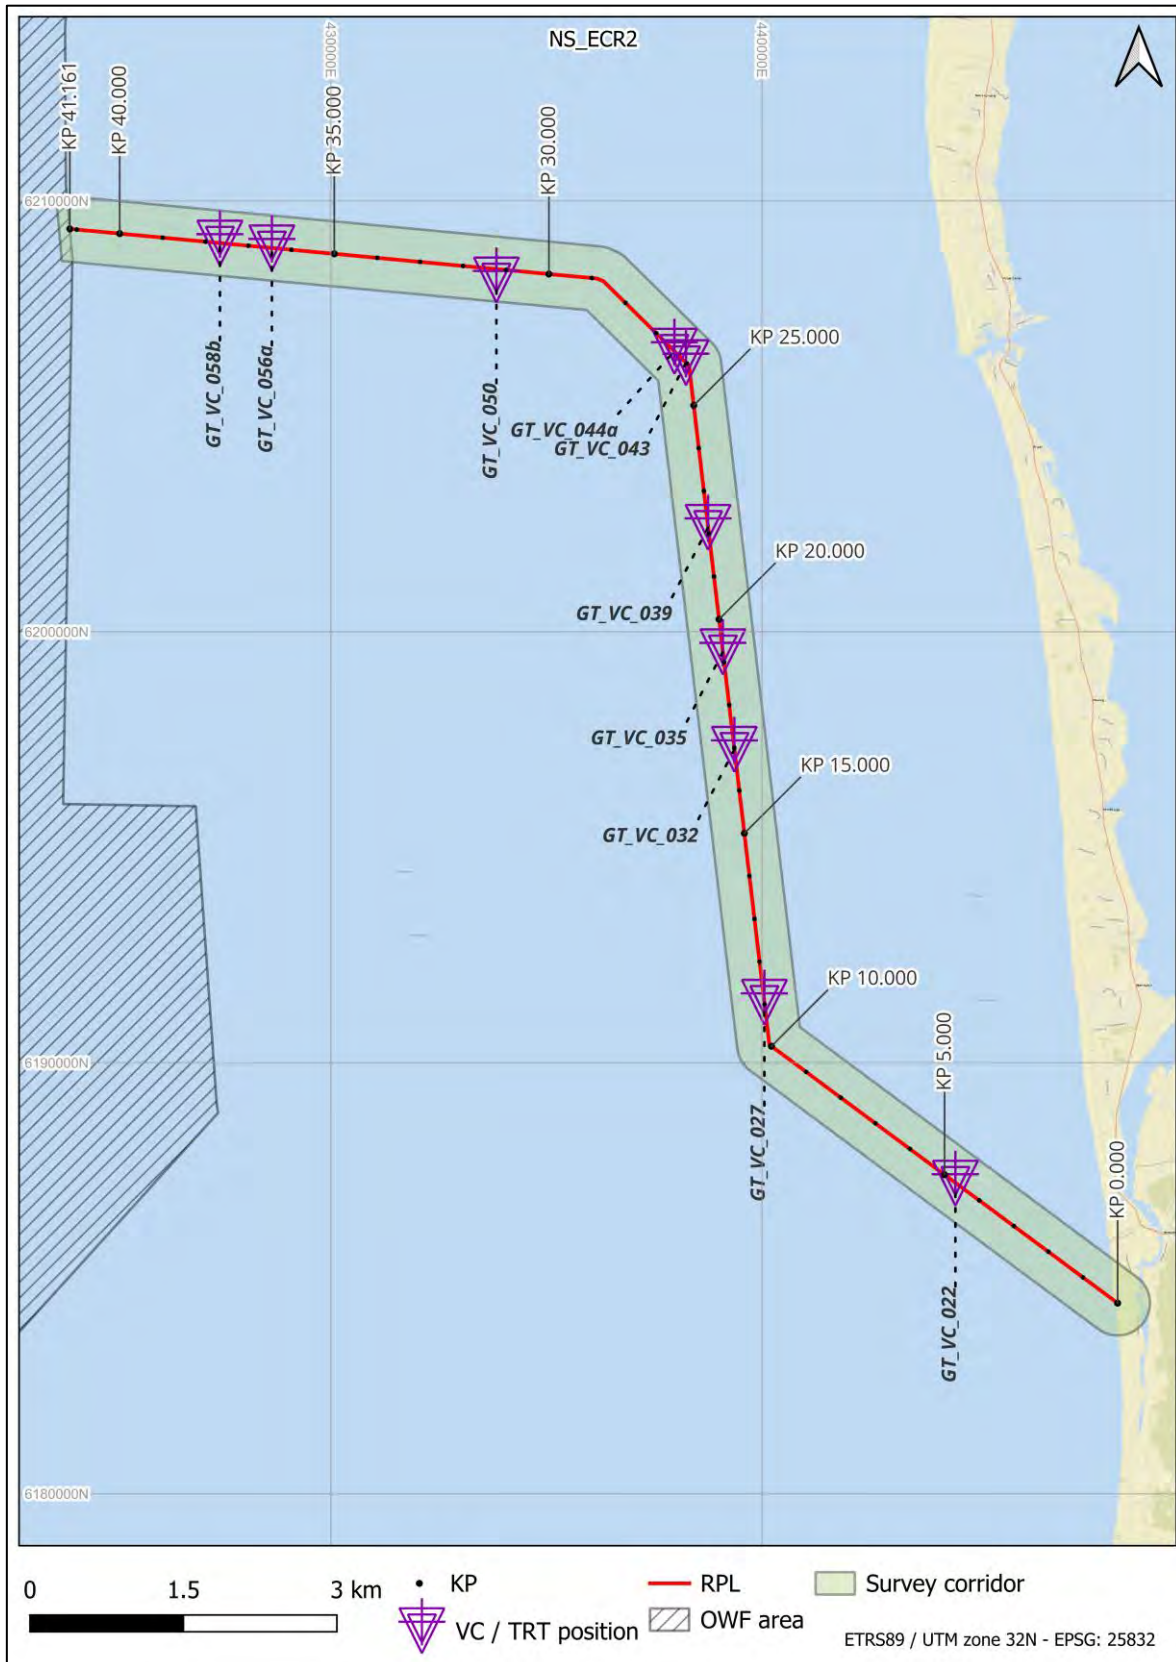 NS_ECR2
430000E
440000E
KP 41.161
KP 40.000
KP 35.000
KP 30.000
6210000N
KP 25.000
GT_VC_058b
GT_VC_056a
GT_VC_050
GT_VC_044a
GT_VC_043
KP 20.000
GT_VC_039
6200000N
GT_VC_035
KP 15.000
GT_VC_032
KP 10.000
KP 5.000
6190000N
GT_VC_027
KP 0.000
GT_VC_022
6180000N
0 1.5 3 km
KP
RPL
Survey corridor
VC / TRT position
OWF area
ETRS89 / UTM zone 32N - EPSG: 25832